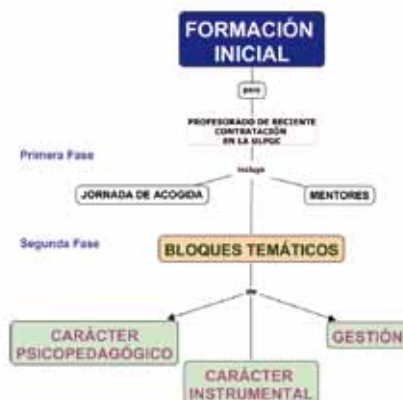 FORMACIÓN
INICIAL
para
PROFESORADO DE RECIENTE
CONTRATACIÓN
EN LA ULPGC
Primera Fase
incluye
JORNADA DE ACOGIDA
MENTORES
Segunda Fase
BLOQUES TEMÁTICOS
de
CARÁCTER
PSICOPEDAGÓGICO
GESTIÓN
CARÁCTER
INSTRUMENTAL